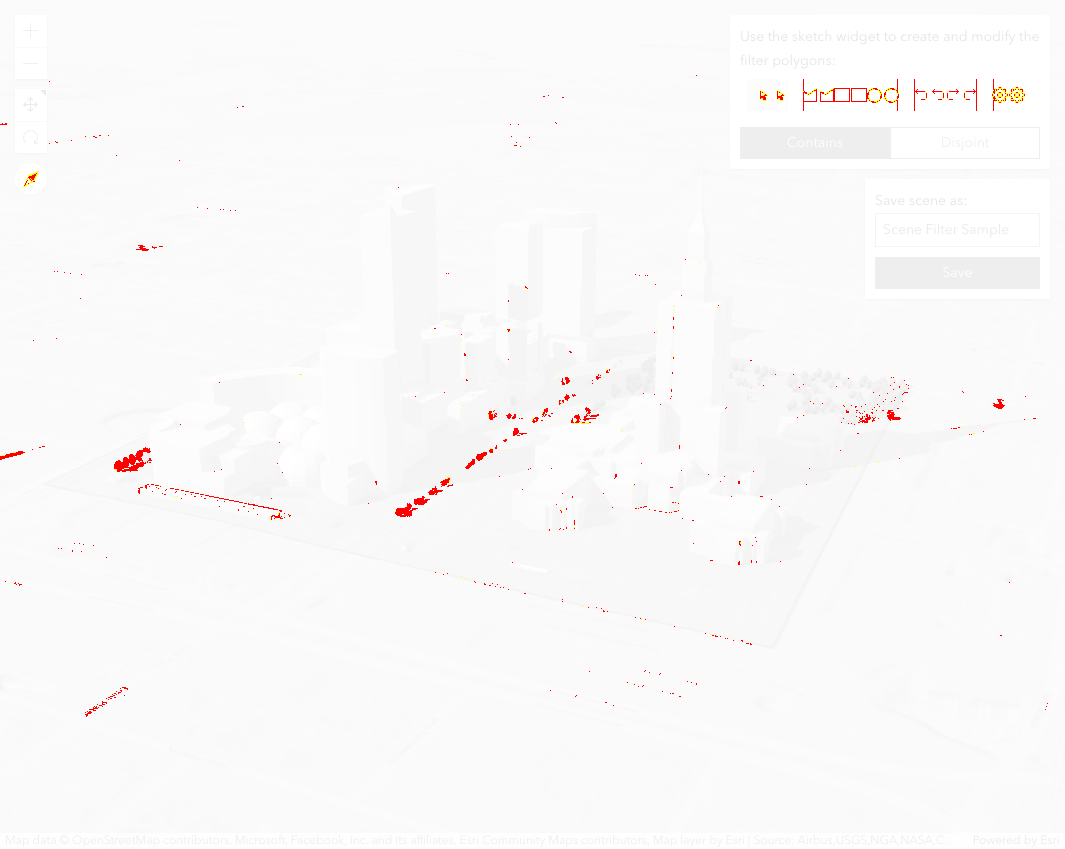 Use the sketch widget to create and modify the
filter polygons:
Contains
Disjoint
Save scene as:
Scene Filter Sample
Save
Map data © OpenStreetMap contributors, Microsoft, Facebook, Inc. and its affiliates, Esri Community Maps contributors, Map layer by Esri | Source: Airbus,USGS,NGA,NASA,C...
Powered by Esri